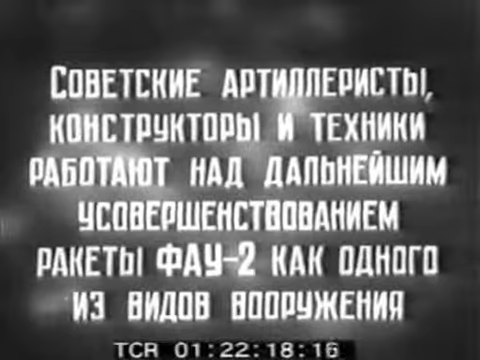 Советские артиллеристы,
конструкторы и техники
работают над дальнейшим
усовершенствованием
ракеты ФАУ-2 как одного
из видов вооружения
TCR 01:22:18:16